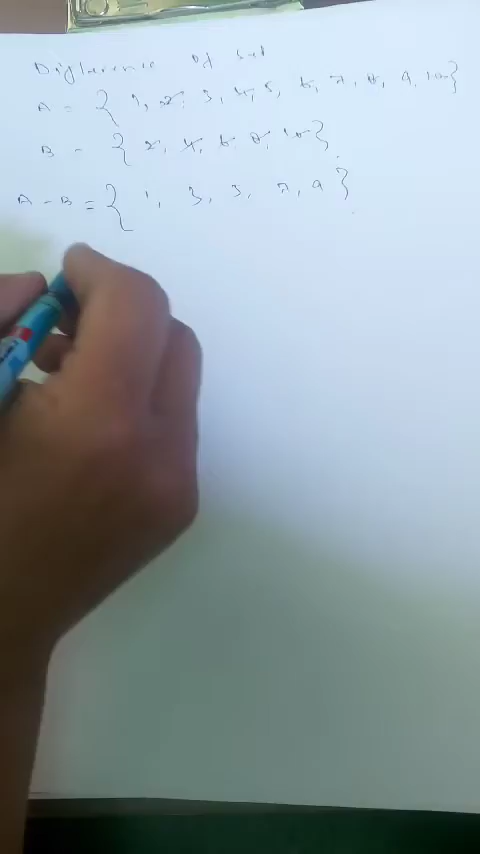 Difference of set
A = { 1, 2, 3, 4, 5, 6, 7, 8, 9, 10}
B = { 2, 4, 6, 8, 10}.
A - B = { 1, 3, 5, 7, 9 }